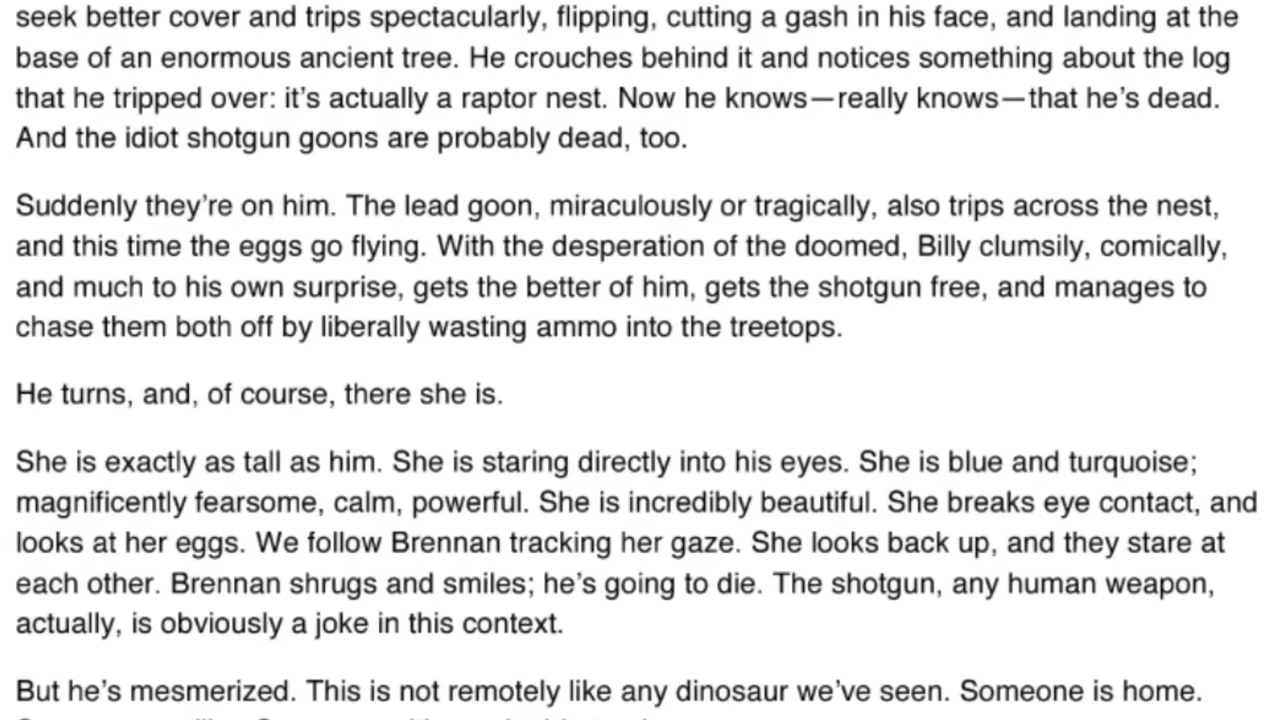 seek better cover and trips spectacularly, flipping, cutting a gash in his face, and landing at the
base of an enormous ancient tree. He crouches behind it and notices something about the log
that he tripped over: it’s actually a raptor nest. Now he knows—really knows—that he’s dead.
And the idiot shotgun goons are probably dead, too.
Suddenly they’re on him. The lead goon, miraculously or tragically, also trips across the nest,
and this time the eggs go flying. With the desperation of the doomed, Billy clumsily, comically,
and much to his own surprise, gets the better of him, gets the shotgun free, and manages to
chase them both off by liberally wasting ammo into the treetops.
He turns, and, of course, there she is.
She is exactly as tall as him. She is staring directly into his eyes. She is blue and turquoise;
magnificently fearsome, calm, powerful. She is incredibly beautiful. She breaks eye contact, and
looks at her eggs. We follow Brennan tracking her gaze. She looks back up, and they stare at
each other. Brennan shrugs and smiles; he’s going to die. The shotgun, any human weapon,
actually, is obviously a joke in this context.
But he’s mesmerized. This is not remotely like any dinosaur we’ve seen. Someone is home.